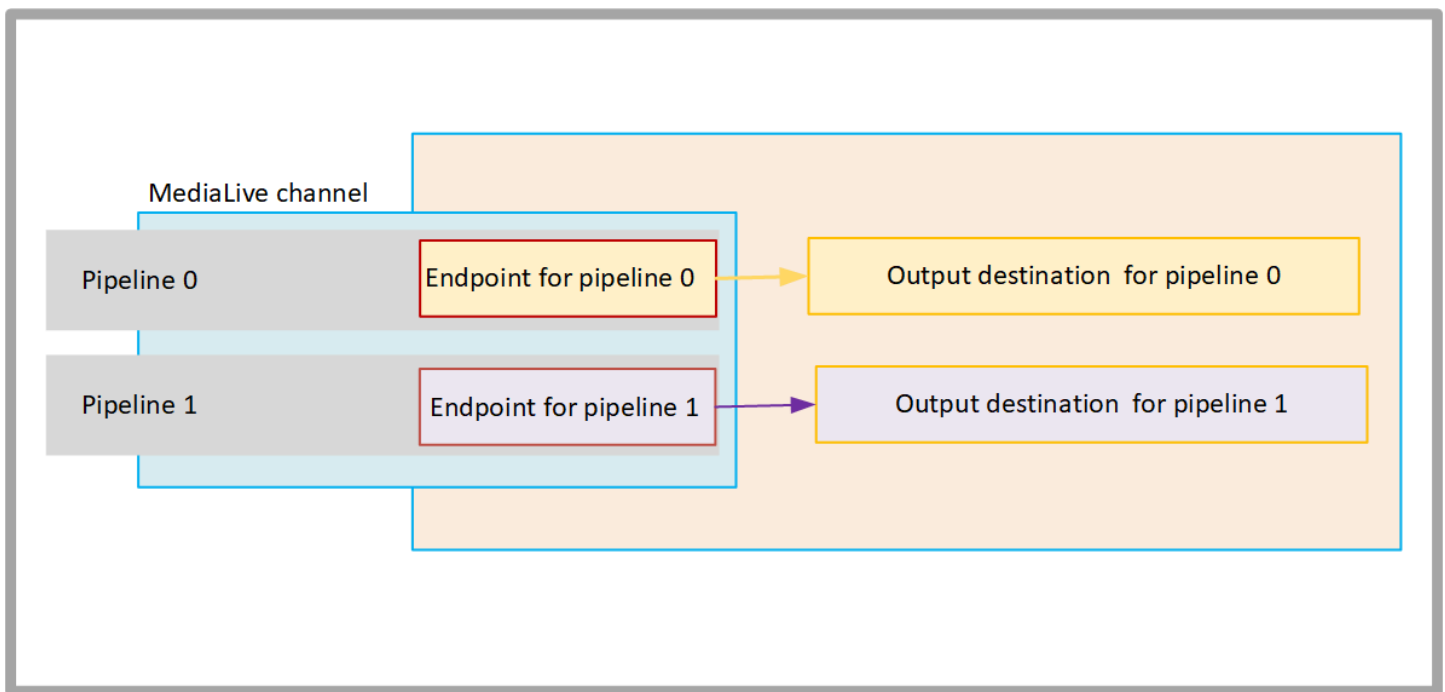 MediaLive channel
Pipeline 0
Endpoint for pipeline 0
Output destination  for pipeline 0
Pipeline 1
Endpoint for pipeline 1
Output destination  for pipeline 1